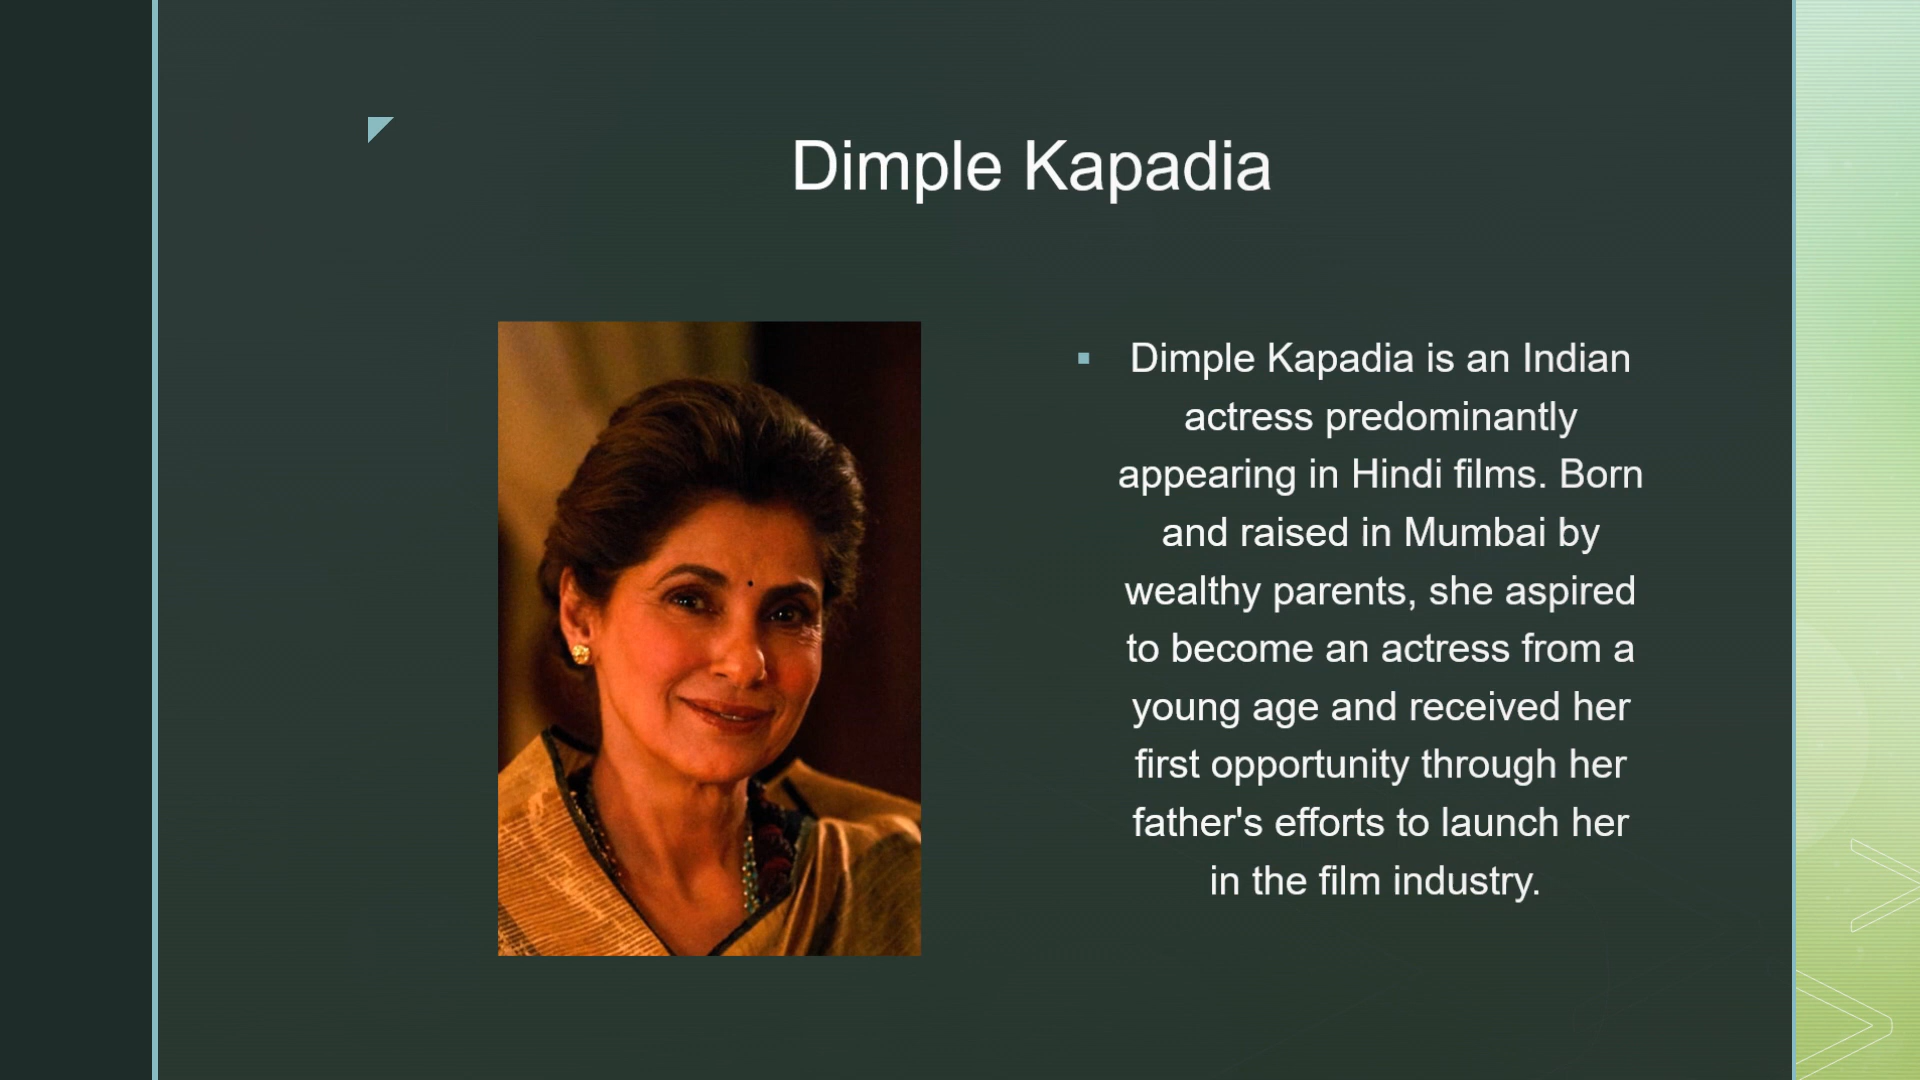 Dimple Kapadia
Dimple Kapadia is an Indian
actress predominantly
appearing in Hindi films. Born
and raised in Mumbai by
wealthy parents, she aspired
to become an actress from a
young age and received her
first opportunity through her
father's efforts to launch her
in the film industry.